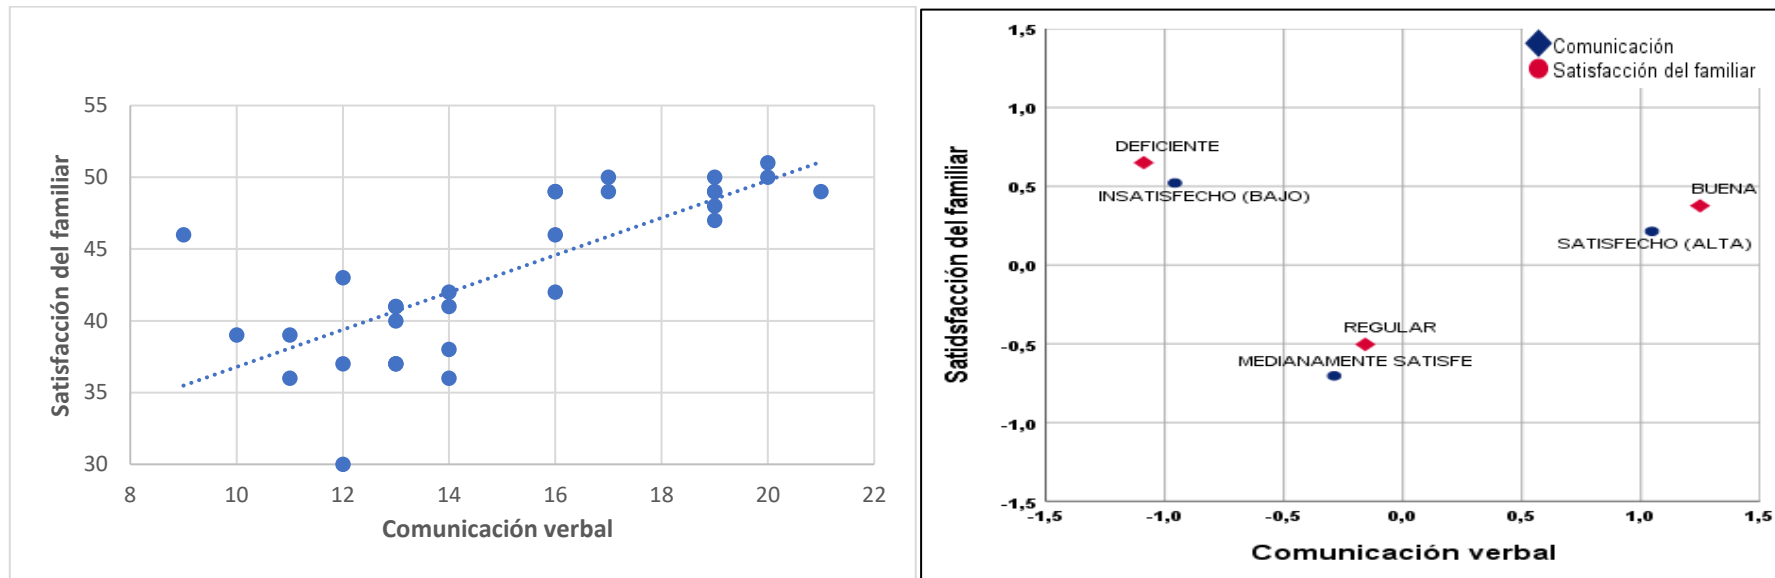 55
50
45
40
35
30
8 10 12 14 16 18 20 22
Satisfacción del familiar
Comunicación verbal
1,5
1,0
0,5
0,0
-0,5
-1,0
-1,5
-1,5 -1,0 -0,5 0,0 0,5 1,0 1,5
Satidsfacción del familiar
Comunicación verbal
Comunicación
Satisfacción del familiar
DEFICIENTE
INSATISFECHO (BAJO)
BUENA
SATISFECHO (ALTA)
REGULAR
MEDIANAMENTE SATISFE